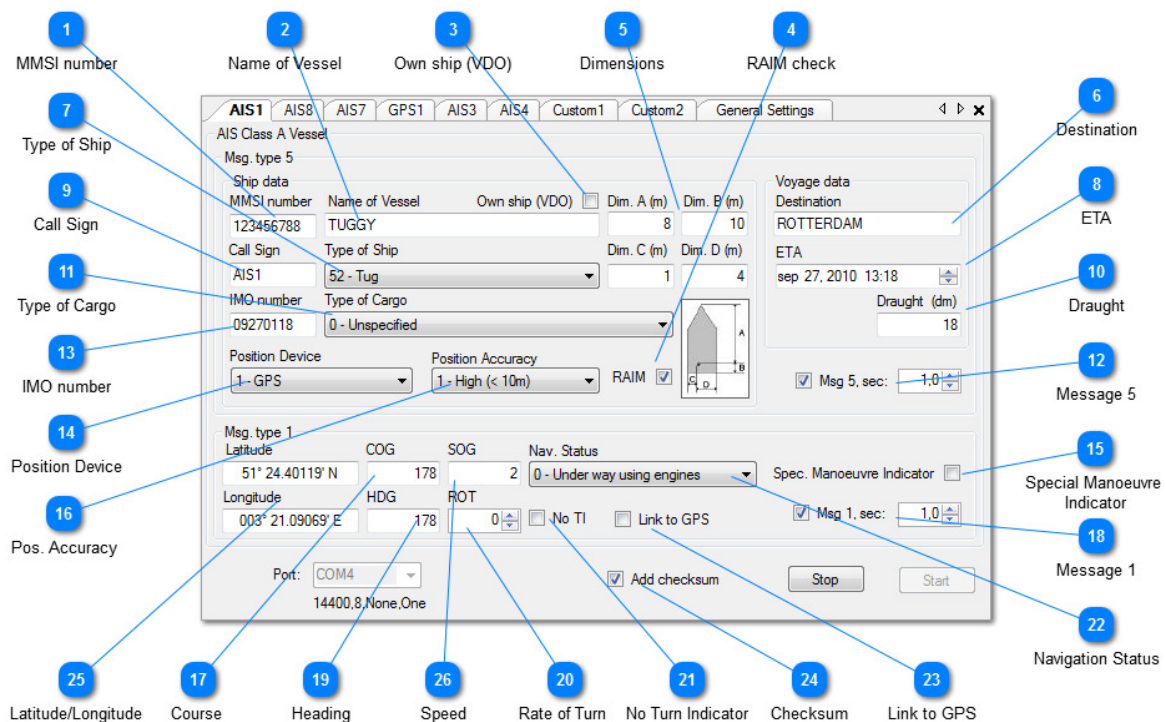 1 2 3 5 4
MMSI number Name of Vessel Own ship (VDO) Dimensions RAIM check
6
Destination
7
Type of Ship
8
ETA
9
Call Sign
10
Draught
11
Type of Cargo
12
Message 5
13
IMO number
14
Position Device
15
Special Manoeuvre
Indicator
16
Pos. Accuracy
18
Message 1
22
Navigation Status
AIS1 AIS8 AIS7 GPS1 AIS3 AIS4 Custom1 Custom2 General Settings
AIS Class A Vessel
Msg. type 5
Ship data
MMSI number Name of Vessel Own ship (VDO) Dim. A (m) Dim. B (m)
123456788 TUGGY 8 10
Call Sign Type of Ship Dim. C (m) Dim. D (m)
AIS1 52 - Tug 1 4
IMO number Type of Cargo
09270118 0 - Unspecified
Position Device Position Accuracy
1 - GPS 1 - High (< 10m) RAIM
A
B
C
D
Voyage data
Destination
ROTTERDAM
ETA
sep 27, 2010 13:18
Draught (dm)
18
Msg 5, sec: 1,0
Msg. type 1
Latitude COG SOG Nav. Status
51° 24.40119' N 178 2 0 - Under way using engines Spec. Manoeuvre Indicator
Longitude HDG ROT
003° 21.09069' E 178 0 No TI Link to GPS Msg 1, sec: 1,0
Port: COM4 Add checksum Stop Start
14400,8,None,One
25 17 19 26 20 21 24 23
Latitude/Longitude Course Heading Speed Rate of Turn No Turn Indicator Checksum Link to GPS